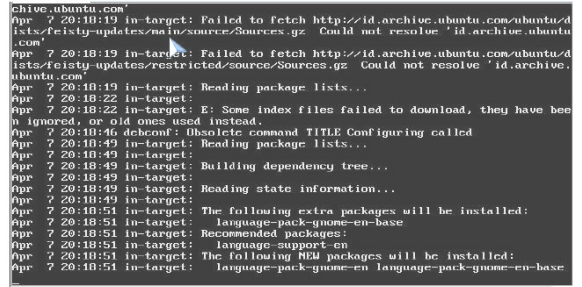 chive.ubuntu.com'
Apr  7 20:18:19 in-target: Failed to fetch http://id.archive.ubuntu.com/ubuntu/d
ists/feisty-updates/main/source/Sources.gz  Could not resolve 'id.archive.ubuntu
.com'
Apr  7 20:18:19 in-target: Failed to fetch http://id.archive.ubuntu.com/ubuntu/d
ists/feisty-updates/restricted/source/Sources.gz  Could not resolve 'id.archive.
ubuntu.com'
Apr  7 20:18:19 in-target: Reading package lists...
Apr  7 20:18:22 in-target:
Apr  7 20:18:22 in-target: E: Some index files failed to download, they have bee
n ignored, or old ones used instead.
Apr  7 20:18:46 debconf: Obsolete command TITLE Configuring called
Apr  7 20:18:49 in-target: Reading package lists...
Apr  7 20:18:49 in-target:
Apr  7 20:18:49 in-target: Building dependency tree...
Apr  7 20:18:49 in-target:
Apr  7 20:18:49 in-target: Reading state information...
Apr  7 20:18:49 in-target:
Apr  7 20:18:51 in-target: The following extra packages will be installed:
Apr  7 20:18:51 in-target:   language-pack-gnome-en-base
Apr  7 20:18:51 in-target: Recommended packages:
Apr  7 20:18:51 in-target:   language-support-en
Apr  7 20:18:51 in-target: The following NEW packages will be installed:
Apr  7 20:18:51 in-target:   language-pack-gnome-en language-pack-gnome-en-base